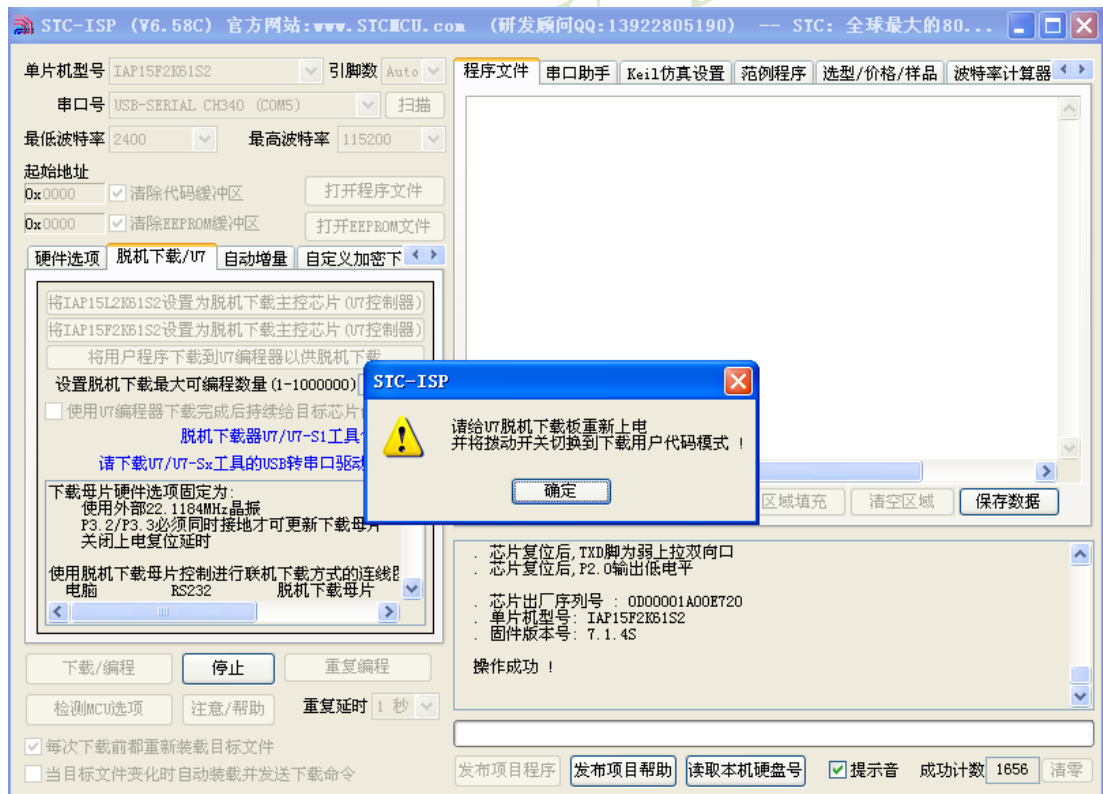 STC-ISP (V6.58C) 官方网站:www.STCMCU.com (研发顾问QQ:13922805190) -- STC: 全球最大的80...
单片机型号 IAP15F2K61S2 引脚数 Auto
串口号 USB-SERIAL CH340 (COM5) 扫描
最低波特率 2400 最高波特率 115200
起始地址
0x0000 清除代码缓冲区 打开程序文件
0x0000 清除EEPROM缓冲区 打开EEPROM文件
硬件选项 脱机下载/U7 自动增量 自定义加密下
将IAP15L2K61S2设置为脱机下载主控芯片(U7控制器)
将IAP15F2K61S2设置为脱机下载主控芯片(U7控制器)
将用户程序下载到U7编程器以供脱机下载
设置脱机下载最大可编程数量(1-1000000)
使用U7编程器下载完成后持续给目标芯片
脱机下载器U7/U7-S1工具
请下载U7/U7-Sx工具的USB转串口驱动
下载母片硬件选项固定为:
使用外部22.1184MHz晶振
P3.2/P3.3必须同时接地才可更新下载母片
关闭上电复位延时
使用脱机下载母片控制进行联机下载方式的连线
电脑 RS232 脱机下载母片
下载/编程 停止 重复编程
检测MCU选项 注意/帮助 重复延时 1 秒
每次下载前都重新装载目标文件
当目标文件变化时自动装载并发送下载命令
程序文件 串口助手 Keil仿真设置 范例程序 选型/价格/样品 波特率计算器
STC-ISP
请给U7脱机下载板重新上电
并将拨动开关切换到下载用户代码模式 !
确定
区域填充 清空区域 保存数据
. 芯片复位后,TXD脚为弱上拉双向口
. 芯片复位后,P2.0输出低电平
. 芯片出厂序列号 : 0D00001A00E720
. 单片机型号: IAP15F2K61S2
. 固件版本号: 7.1.4S
操作成功 !
发布项目程序 发布项目帮助 读取本机硬盘号 提示音 成功计数 1656 清零